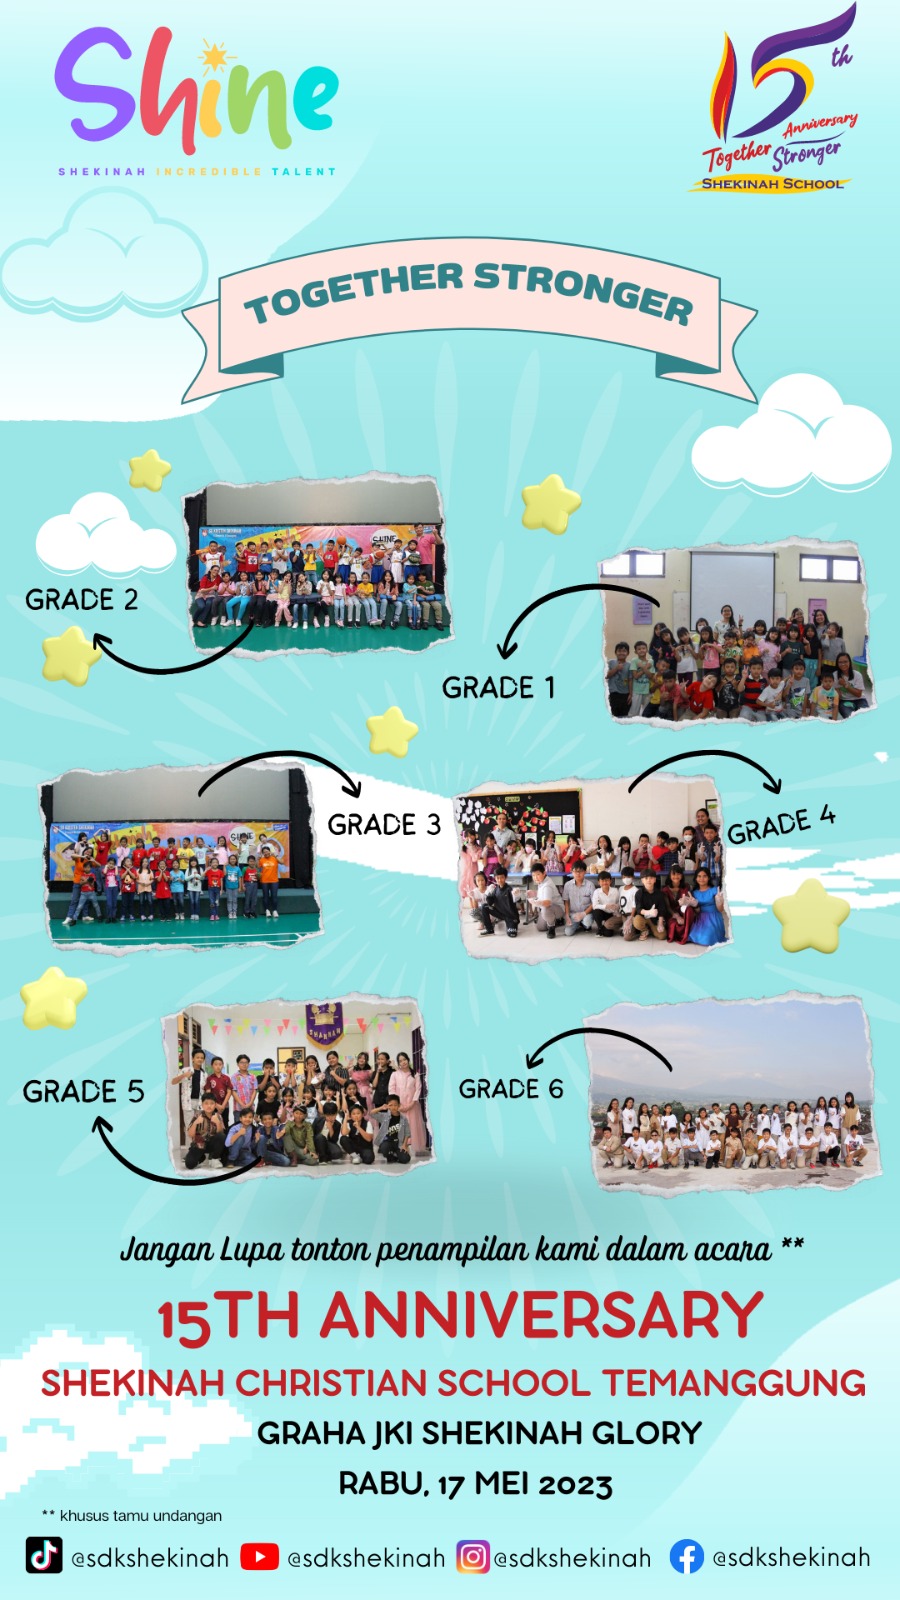 Shine
SHEKINAH INCREDIBLE TALENT
15th
Anniversary
Together Stronger
SHEKINAH SCHOOL
TOGETHER STRONGER
GRADE 2
GRADE 1
GRADE 3
GRADE 4
GRADE 5
GRADE 6
Jangan Lupa tonton penampilan kami dalam acara **
15TH ANNIVERSARY
SHEKINAH CHRISTIAN SCHOOL TEMANGGUNG
GRAHA JKI SHEKINAH GLORY
RABU, 17 MEI 2023
** khusus tamu undangan
@sdkshekinah @sdkshekinah @sdkshekinah @sdkshekinah